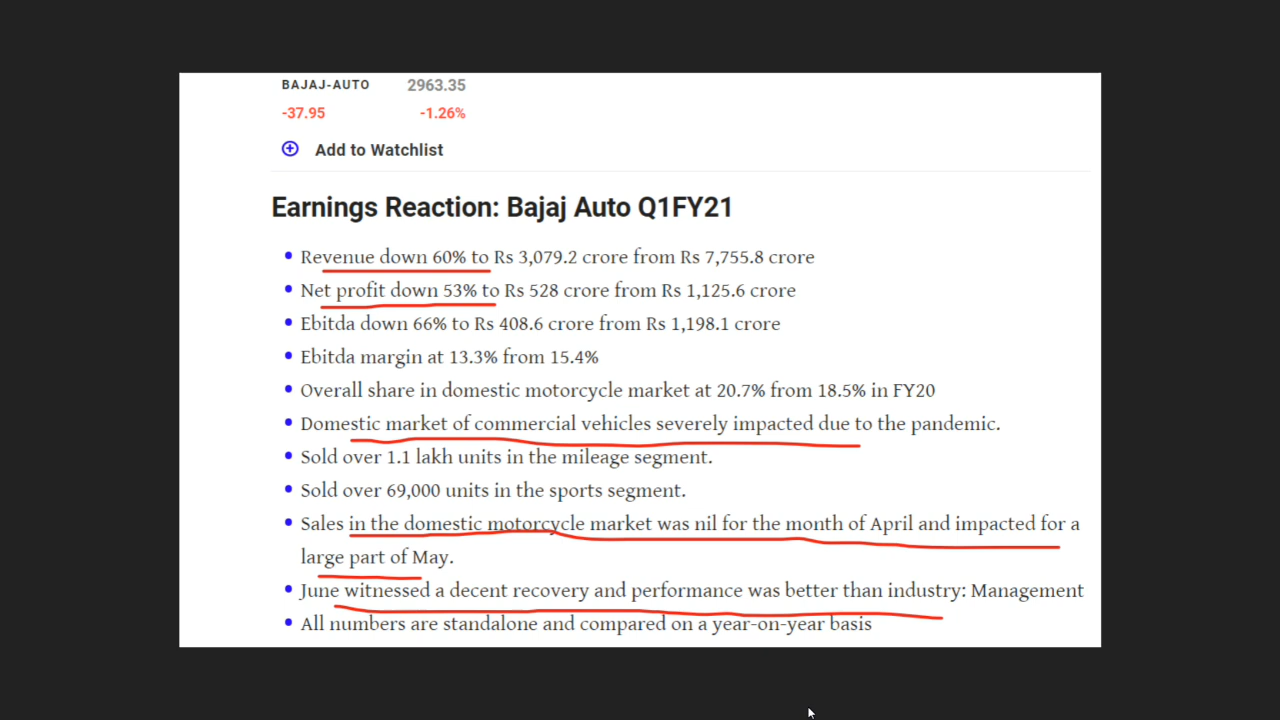 BAJAJ-AUTO 2963.35
-37.95 -1.26%
Add to Watchlist
Earnings Reaction: Bajaj Auto Q1FY21
• Revenue down 60% to Rs 3,079.2 crore from Rs 7,755.8 crore
• Net profit down 53% to Rs 528 crore from Rs 1,125.6 crore
• Ebitda down 66% to Rs 408.6 crore from Rs 1,198.1 crore
• Ebitda margin at 13.3% from 15.4%
• Overall share in domestic motorcycle market at 20.7% from 18.5% in FY20
• Domestic market of commercial vehicles severely impacted due to the pandemic.
• Sold over 1.1 lakh units in the mileage segment.
• Sold over 69,000 units in the sports segment.
• Sales in the domestic motorcycle market was nil for the month of April and impacted for a
large part of May.
• June witnessed a decent recovery and performance was better than industry: Management
• All numbers are standalone and compared on a year-on-year basis